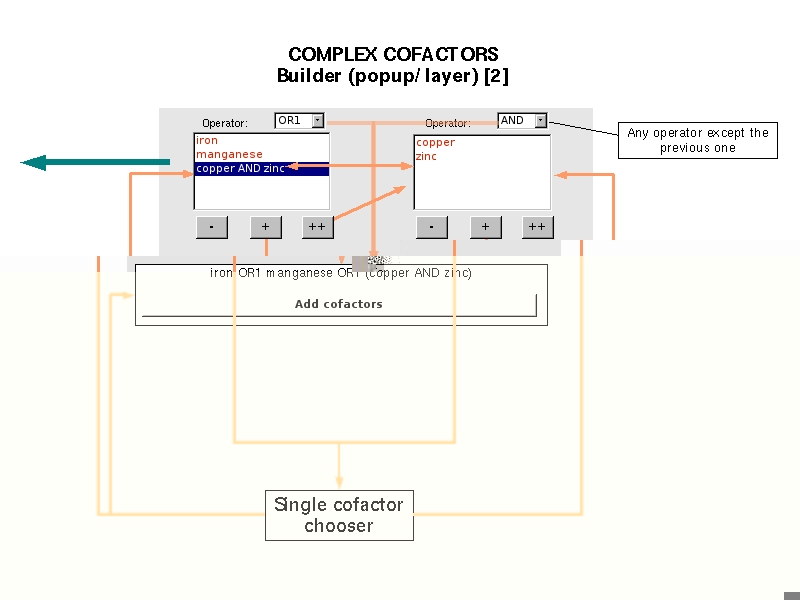 COMPLEX COFACTORS
Builder (popup/ layer) [2]
Operator: OR1
Operator: AND
Any operator except the
previous one
iron
manganese
copper AND zinc
copper
zinc
- + ++
- + ++
iron OR1 manganese OR1 (copper AND zinc)
Add cofactors
Single cofactor
chooser